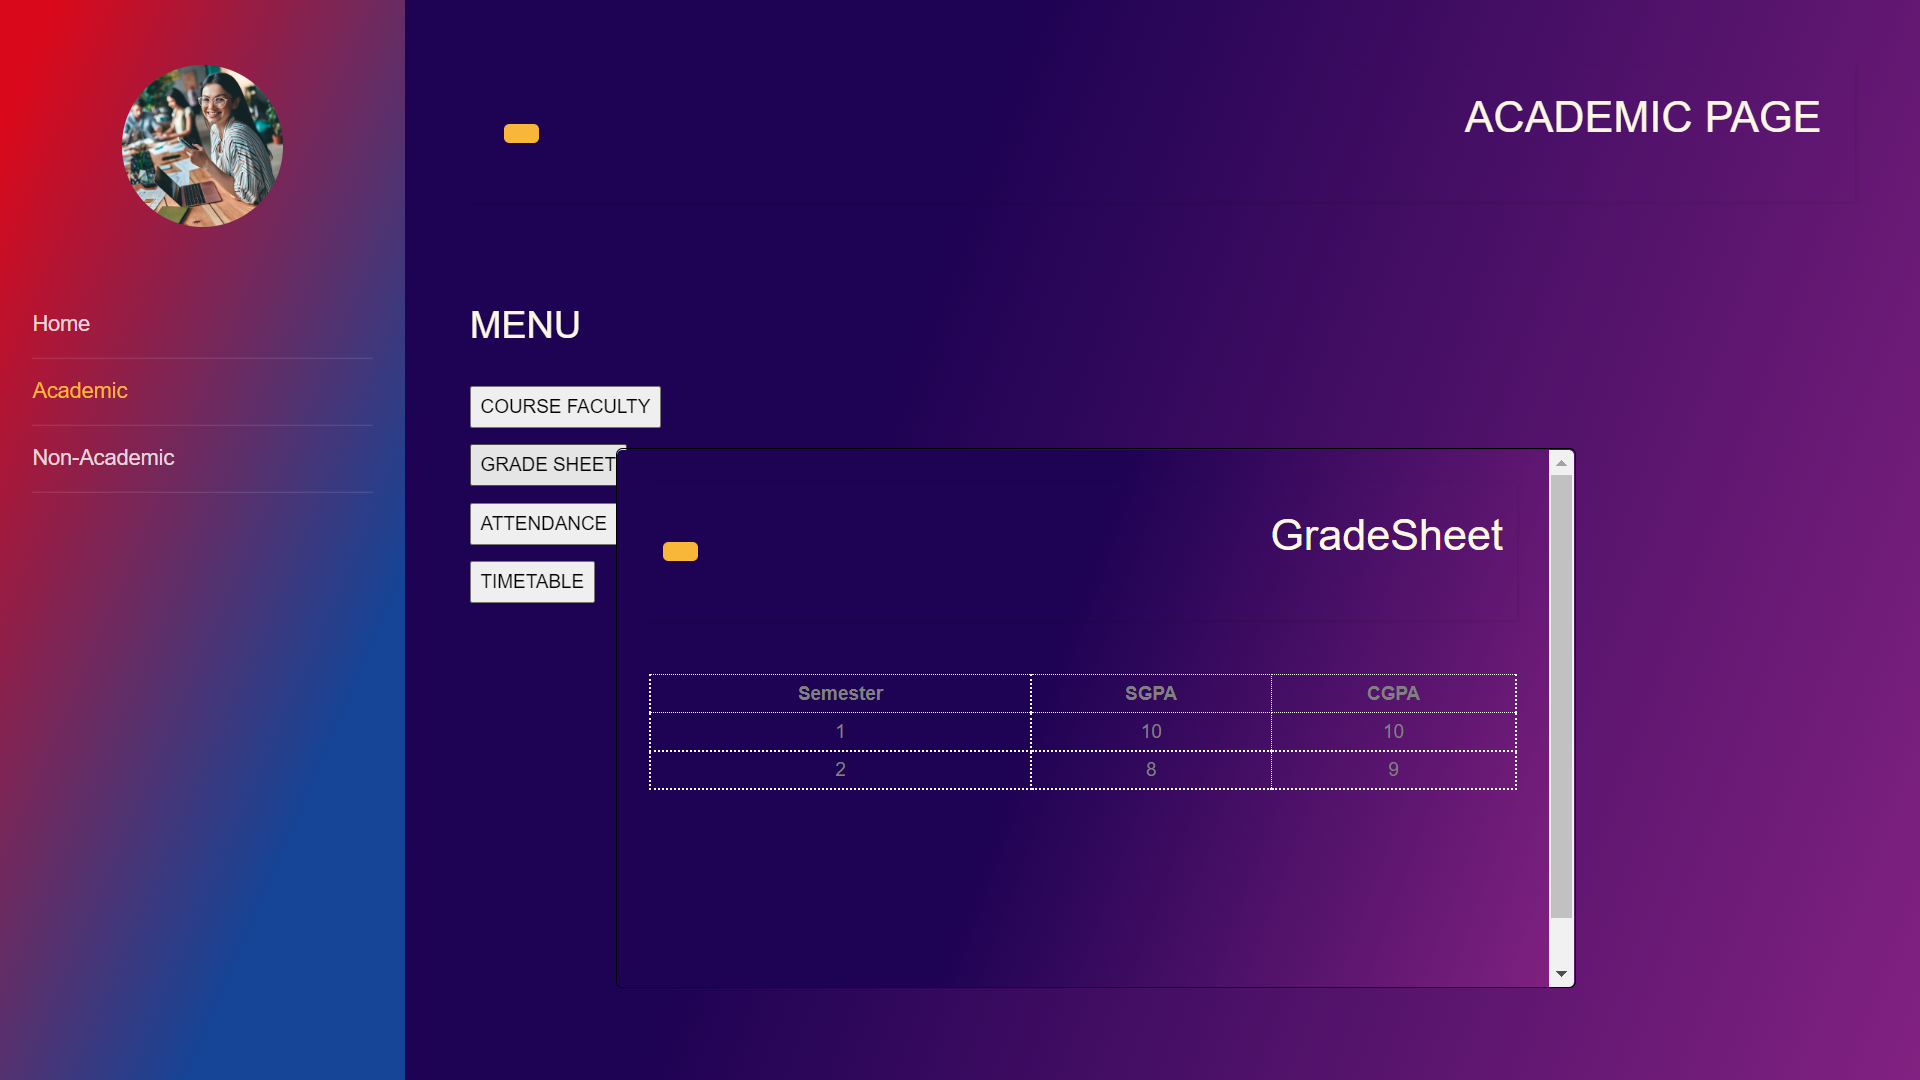 ACADEMIC PAGE
Home
Academic
Non-Academic
MENU
COURSE FACULTY
GRADE SHEET
ATTENDANCE
TIMETABLE
GradeSheet
Semester SGPA CGPA
1 10 10
2 8 9